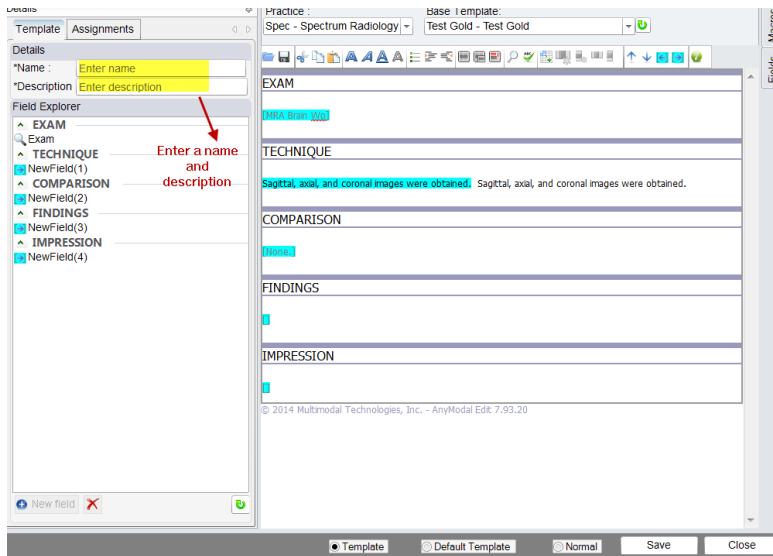 Details
Template Assignments
Details
*Name : Enter name
*Description Enter description
Field Explorer
EXAM
Exam
TECHNIQUE
NewField(1)
COMPARISON
NewField(2)
FINDINGS
NewField(3)
IMPRESSION
NewField(4)
Enter a name
and
description
New field
Practice : Base Template:
Spec - Spectrum Radiology Test Gold - Test Gold
EXAM
[MRA Brain Wo]
TECHNIQUE
Sagittal, axial, and coronal images were obtained. Sagittal, axial, and coronal images were obtained.
COMPARISON
[None.]
FINDINGS
[]
IMPRESSION
[]
© 2014 Multimodal Technologies, Inc. - AnyModal Edit 7.93.20
Fields
Template Default Template Normal Save Close